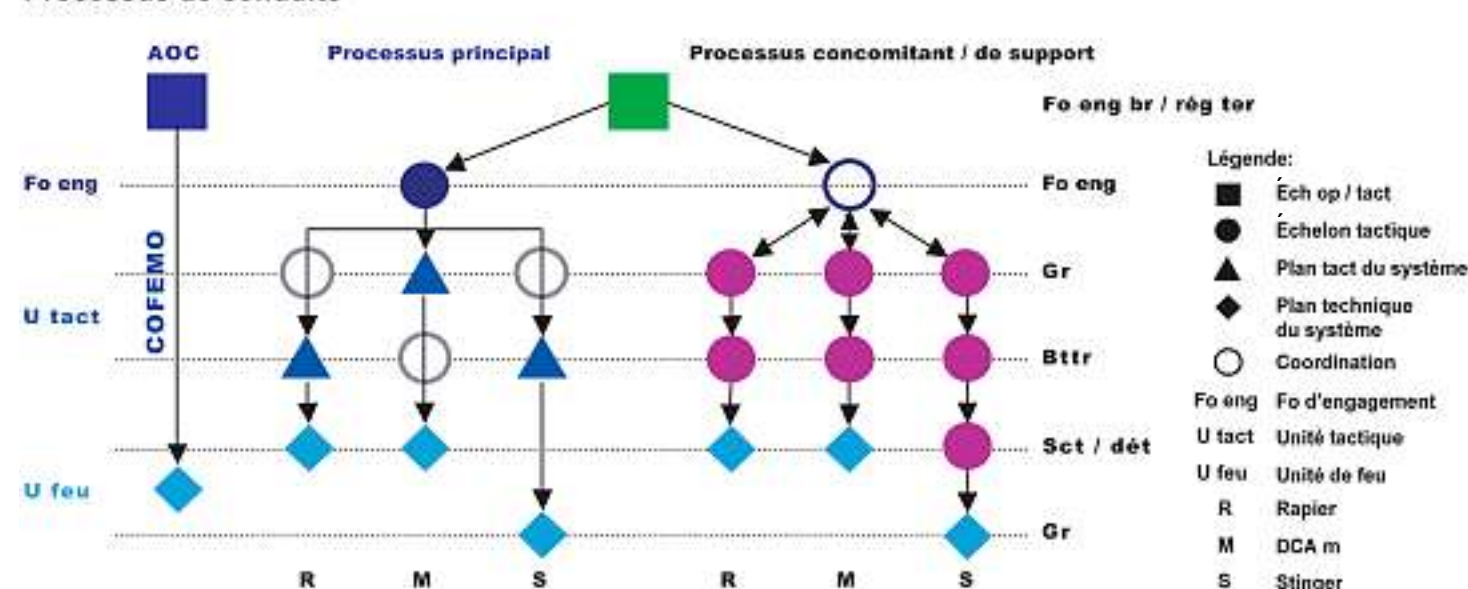 AOC
Processus principal
Processus concomitant / de support
Fo eng br / rég ter
Fo eng
Fo eng
COFEMO
Gr
U tact
Bttr
Sct / dét
U feu
Gr
R M S R M S
Légende:
Éch op / tact
Échelon tactique
Plan tact du système
Plan technique
du système
Coordination
Fo eng Fo d'engagement
U tact Unité tactique
U feu Unité de feu
R Rapier
M DCA m
S Stinger